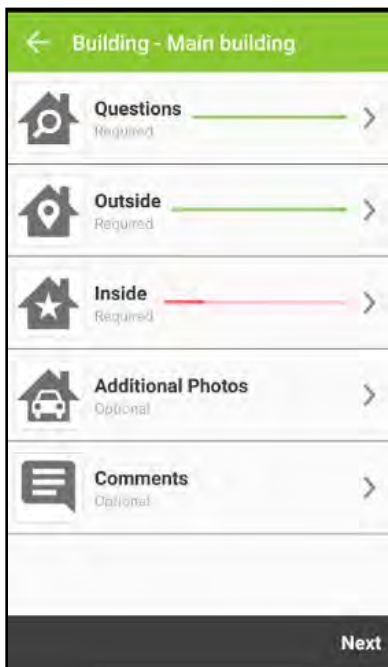 Building - Main building
Questions
Required
Outside
Required
Inside
Required
Additional Photos
Optional
Comments
Optional
Next